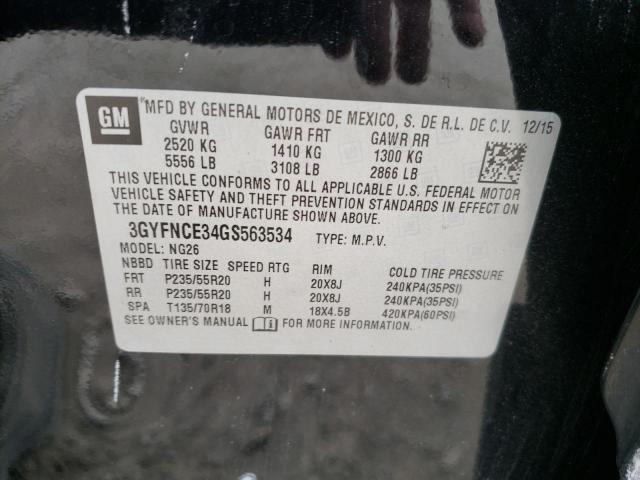 GM
MFD BY GENERAL MOTORS DE MEXICO, S. DE R.L. DE C.V. 12/15
GVWR GAWR FRT GAWR RR
2520 KG 1410 KG 1300 KG
5556 LB 3108 LB 2866 LB
THIS VEHICLE CONFORMS TO ALL APPLICABLE U.S. FEDERAL MOTOR
VEHICLE SAFETY AND THEFT PREVENTION STANDARDS IN EFFECT ON
THE DATE OF MANUFACTURE SHOWN ABOVE.
3GYFNCE34GS563534 TYPE: M.P.V.
MODEL: NG26
NBBD TIRE SIZE SPEED RTG RIM COLD TIRE PRESSURE
FRT P235/55R20 H 20X8J 240KPA(35PSI)
RR P235/55R20 H 20X8J 240KPA(35PSI)
SPA T135/70R18 M 18X4.5B 420KPA(60PSI)
SEE OWNER'S MANUAL FOR MORE INFORMATION.